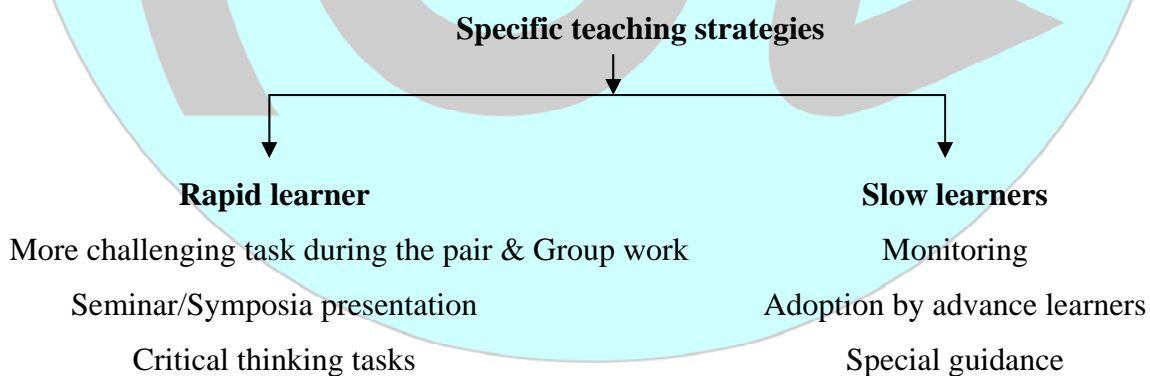 Specific teaching strategies
Rapid learner
More challenging task during the pair & Group work
Seminar/Symposia presentation
Critical thinking tasks
Slow learners
Monitoring
Adoption by advance learners
Special guidance